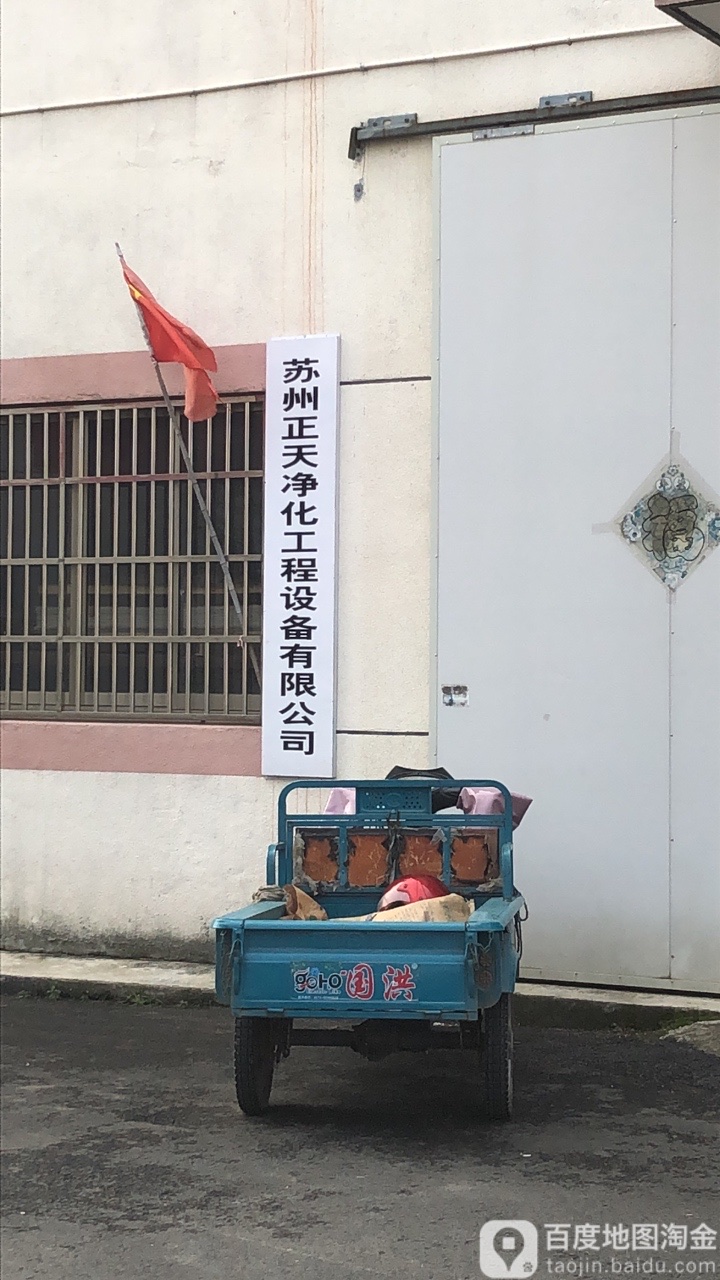 苏州正天净化工程设备有限公司
福
goHO 国洪
百度地图淘金
taojin.baidu.com